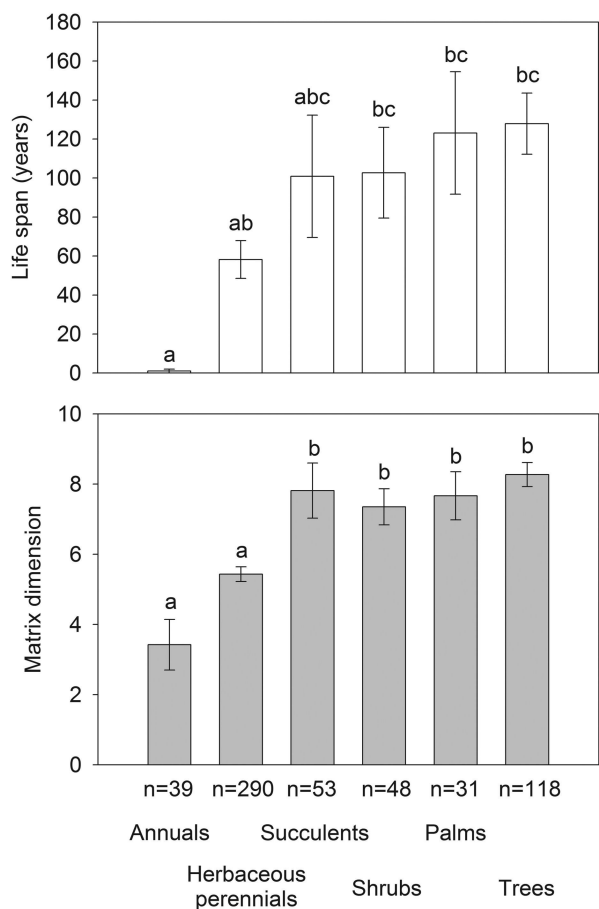 180
160
140
120
100
80
60
40
20
0
Life span (years)
a
ab
abc
bc
bc
bc
10
8
6
4
2
0
Matrix dimension
a
a
b
b
b
b
n=39 n=290 n=53 n=48 n=31 n=118
Annuals Succulents Palms
Herbaceous
perennials Shrubs Trees